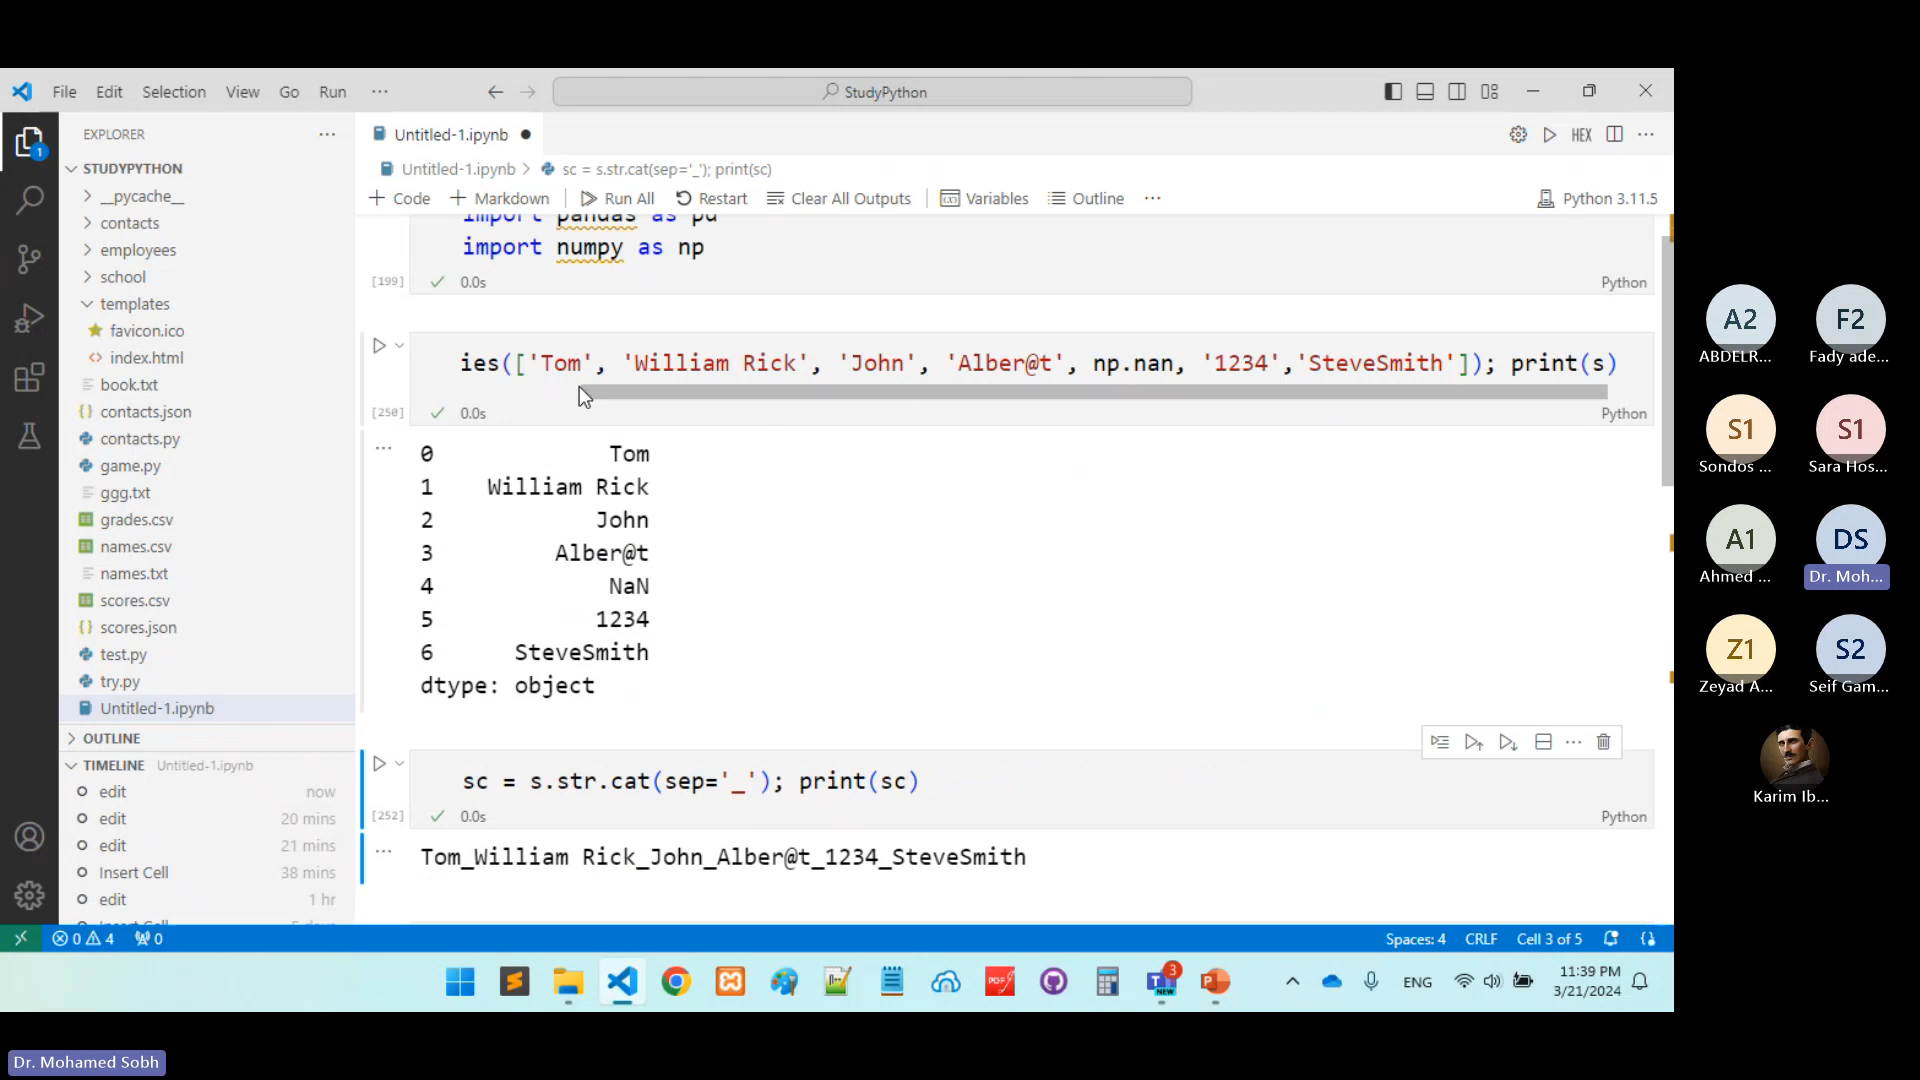 File Edit Selection View Go Run ···
StudyPython
EXPLORER
STUDYPYTHON
__pycache__
contacts
employees
school
templates
favicon.ico
<> index.html
book.txt
{} contacts.json
contacts.py
game.py
ggg.txt
grades.csv
names.csv
names.txt
scores.csv
{} scores.json
test.py
try.py
Untitled-1.ipynb
OUTLINE
TIMELINE Untitled-1.ipynb
edit now
edit 20 mins
edit 21 mins
Insert Cell 38 mins
edit 1 hr
Untitled-1.ipynb
HEX
Untitled-1.ipynb > sc = s.str.cat(sep='_'); print(sc)
+ Code + Markdown Run All Restart Clear All Outputs Variables Outline ···
Python 3.11.5
import pandas as pd
import numpy as np
[199] 0.0s Python
ies(['Tom', 'William Rick', 'John', 'Alber@t', np.nan, '1234','SteveSmith']); print(s)
[250] 0.0s Python
0 Tom
1 William Rick
2 John
3 Alber@t
4 NaN
5 1234
6 SteveSmith
dtype: object
sc = s.str.cat(sep='_'); print(sc)
[252] 0.0s Python
Tom_William Rick_John_Alber@t_1234_SteveSmith
0 4 0
Spaces: 4 CRLF Cell 3 of 5
ENG
11:39 PM
3/21/2024
A2 F2
ABDELR... Fady ade...
S1 S1
Sondos ... Sara Hos...
A1 DS
Ahmed ... Dr. Moh...
Z1 S2
Zeyad A... Seif Gam...
Karim Ib...
Dr. Mohamed Sobh